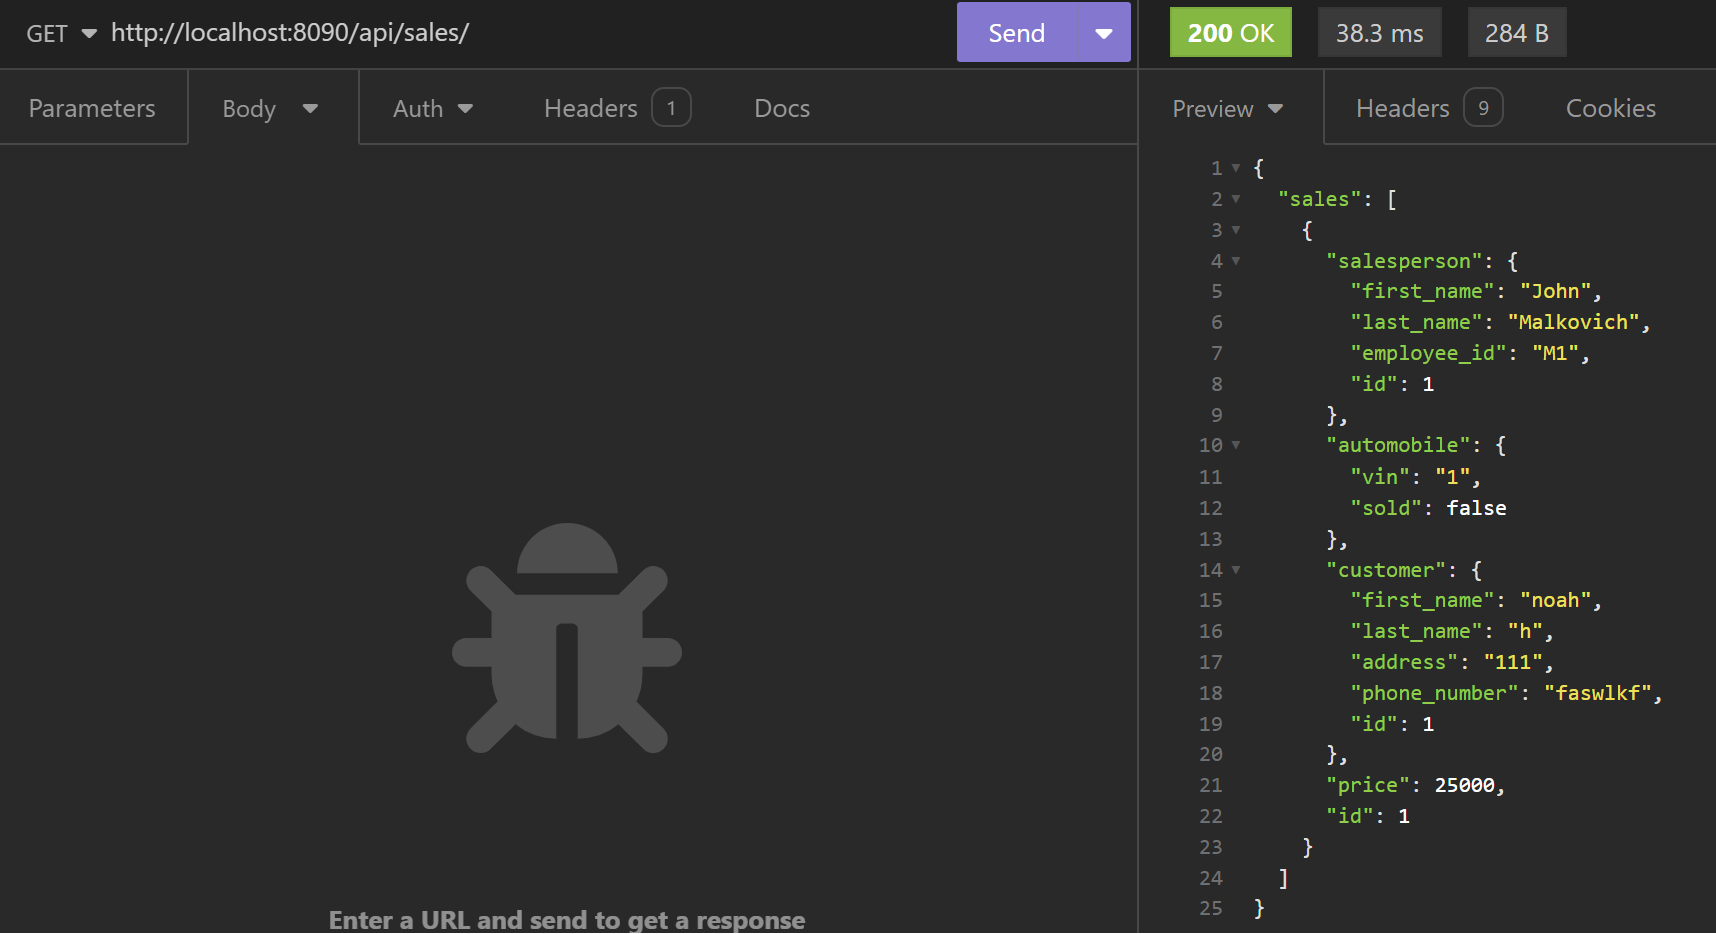 GET http://localhost:8090/api/sales/ Send 200 OK 38.3 ms 284 B
Parameters Body Auth Headers 1 Docs Preview Headers 9 Cookies
1 {
2 "sales": [
3 {
4 "salesperson": {
5 "first_name": "John",
6 "last_name": "Malkovich",
7 "employee_id": "M1",
8 "id": 1
9 },
10 "automobile": {
11 "vin": "1",
12 "sold": false
13 },
14 "customer": {
15 "first_name": "noah",
16 "last_name": "h",
17 "address": "111",
18 "phone_number": "faswlkf",
19 "id": 1
20 },
21 "price": 25000,
22 "id": 1
23 }
24 ]
25 }
Enter a URL and send to get a response